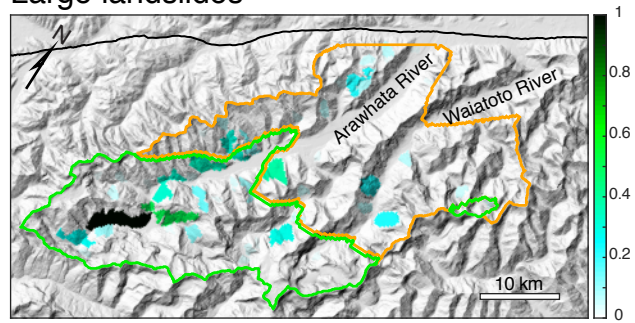 Large landslides
N
Arawhata River
Waiatoto River
10 km
1
0.8
0.6
0.4
0.2
0